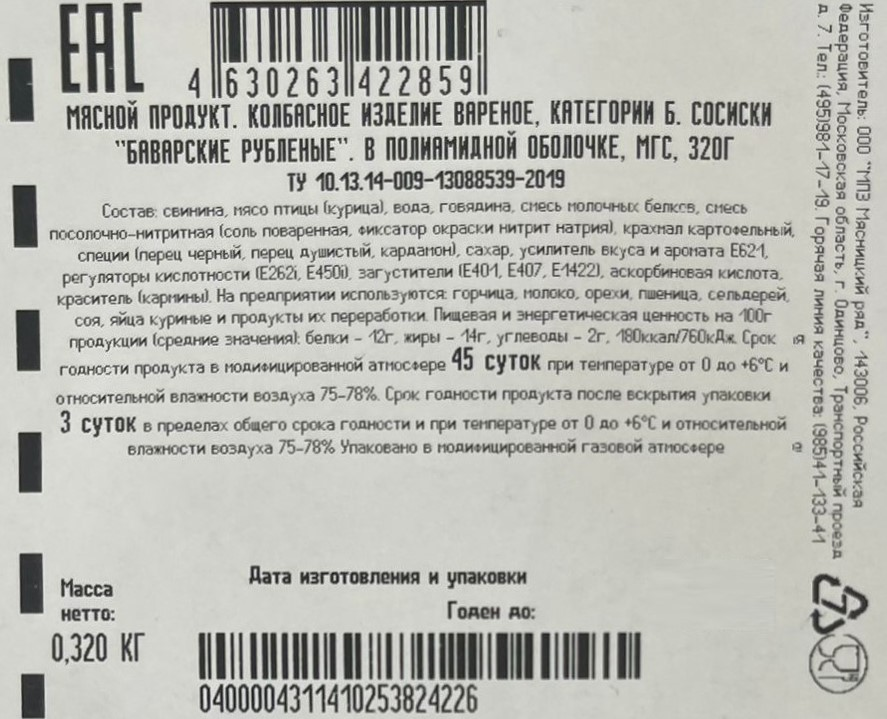 EAC
4 630263 422859
МЯСНОЙ ПРОДУКТ. КОЛБАСНОЕ ИЗДЕЛИЕ ВАРЕНОЕ, КАТЕГОРИИ Б. СОСИСКИ
"БАВАРСКИЕ РУБЛЕНЫЕ". В ПОЛИАМИДНОЙ ОБОЛОЧКЕ, МГС, 320Г
ТУ 10.13.14-009-13088539-2019
Состав: свинина, мясо птицы (курица), вода, говядина, смесь молочных белков, смесь
посолочно-нитритная (соль поваренная, фиксатор окраски нитрит натрия), крахмал картофельный,
специи (перец черный, перец душистый, кардамон), сахар, усилитель вкуса и аромата Е621,
регуляторы кислотности (Е262i, Е450i), загустители (Е401, Е407, Е1422), аскорбиновая кислота,
краситель (кармины). На предприятии используются: горчица, молоко, орехи, пшеница, сельдерей,
соя, яйца куриные и продукты их переработки. Пищевая и энергетическая ценность на 100г
продукции (средние значения): белки - 12г, жиры - 14г, углеводы - 2г, 180ккал/760кДж. Срок
годности продукта в модифицированной атмосфере 45 суток при температуре от 0 до +6°С и
относительной влажности воздуха 75-78%. Срок годности продукта после вскрытия упаковки
3 суток в пределах общего срока годности и при температуре от 0 до +6°С и относительной
влажности воздуха 75-78% Упаковано в модифицированной газовой атмосфере
Дата изготовления и упаковки
Годен до:
Масса
нетто:
0,320 КГ
0400004311410253824226
Изготовитель: ООО "МПЗ Мясницкий ряд", 143006, Российская
Федерация, Московская область, г. Одинцово, Транспортный проезд
д. 7. Тел.: (495)981-17-19. Горячая линия качества: (985)41-133-41
7